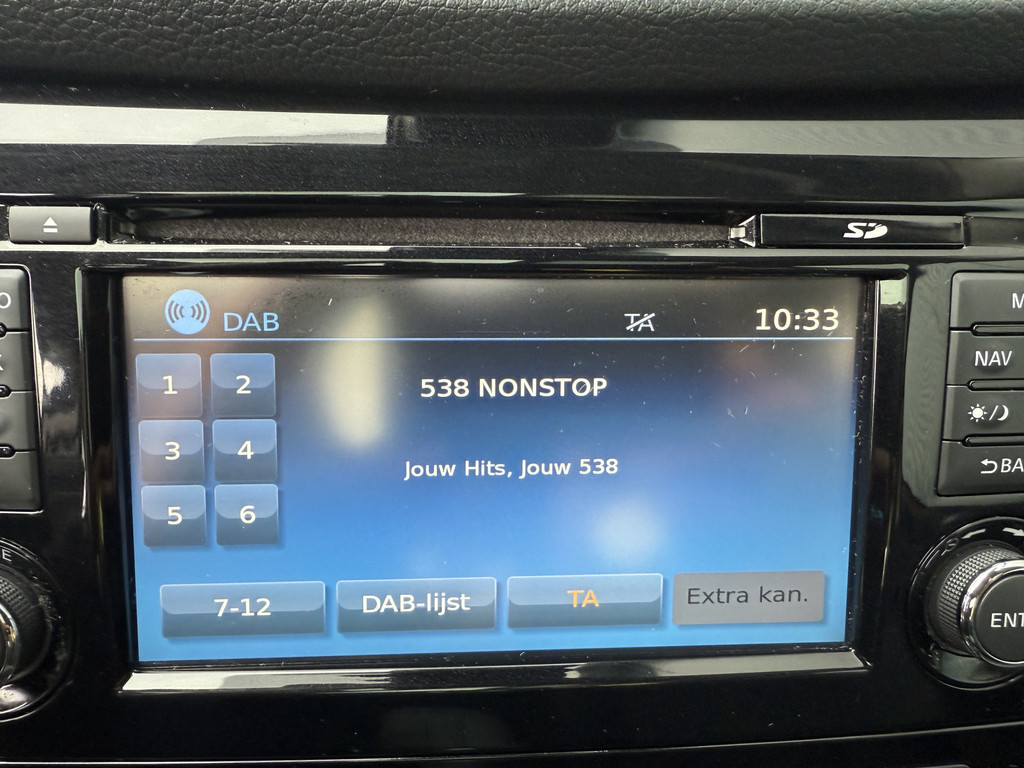 SD
DAB
TA
10:33
1
2
538 NONSTOP
NAV
3
4
Jouw Hits, Jouw 538
5
6
7-12
DAB-lijst
TA
Extra kan.